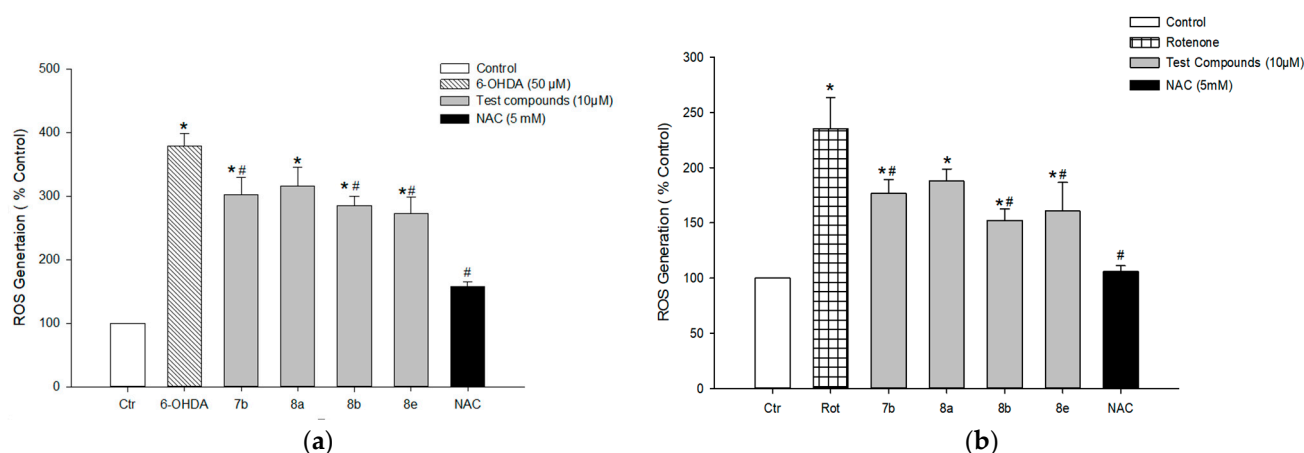 500
400
300
200
100
0
ROS Genertaion ( % Control)
Control
6-OHDA (50 µM)
Test compounds (10µM)
NAC (5 mM)
*
*#
*
*#
*#
#
Ctr 6-OHDA 7b 8a 8b 8e NAC
(a)
300
250
200
150
100
50
0
ROS Generation ( % Control)
Control
Rotenone
Test Compounds (10µM)
NAC (5mM)
*
*#
*
*#
*#
#
Ctr Rot 7b 8a 8b 8e NAC
(b)